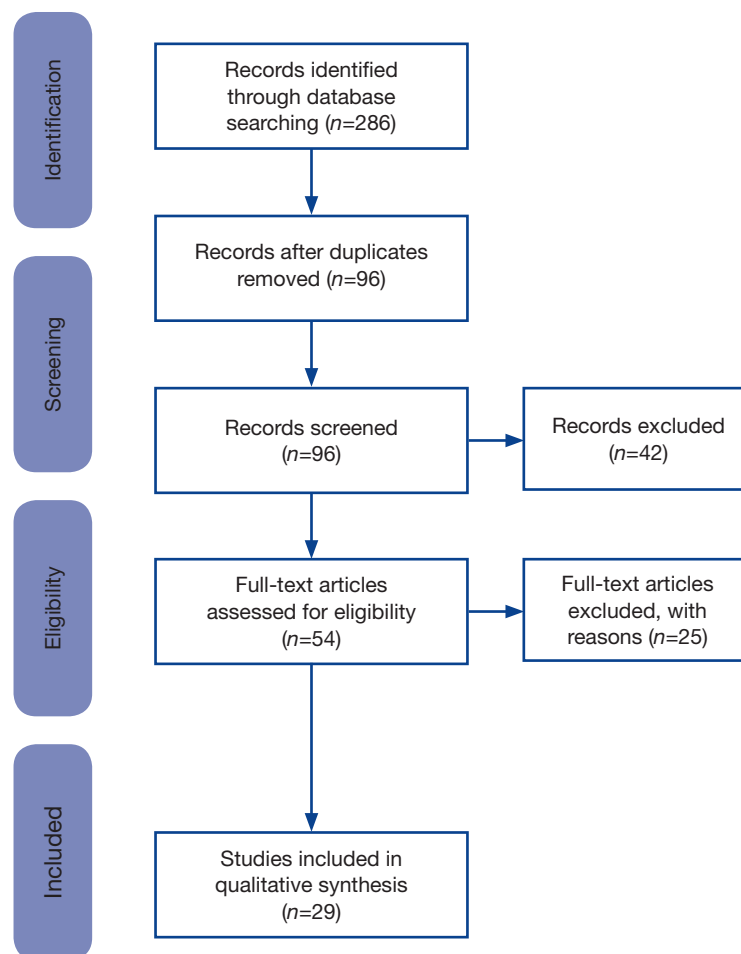 Identification
Records identified
through database
searching (n=286)
Records after duplicates
removed (n=96)
Screening
Records screened
(n=96)
Records excluded
(n=42)
Eligibility
Full-text articles
assessed for eligibility
(n=54)
Full-text articles
excluded, with
reasons (n=25)
Included
Studies included in
qualitative synthesis
(n=29)